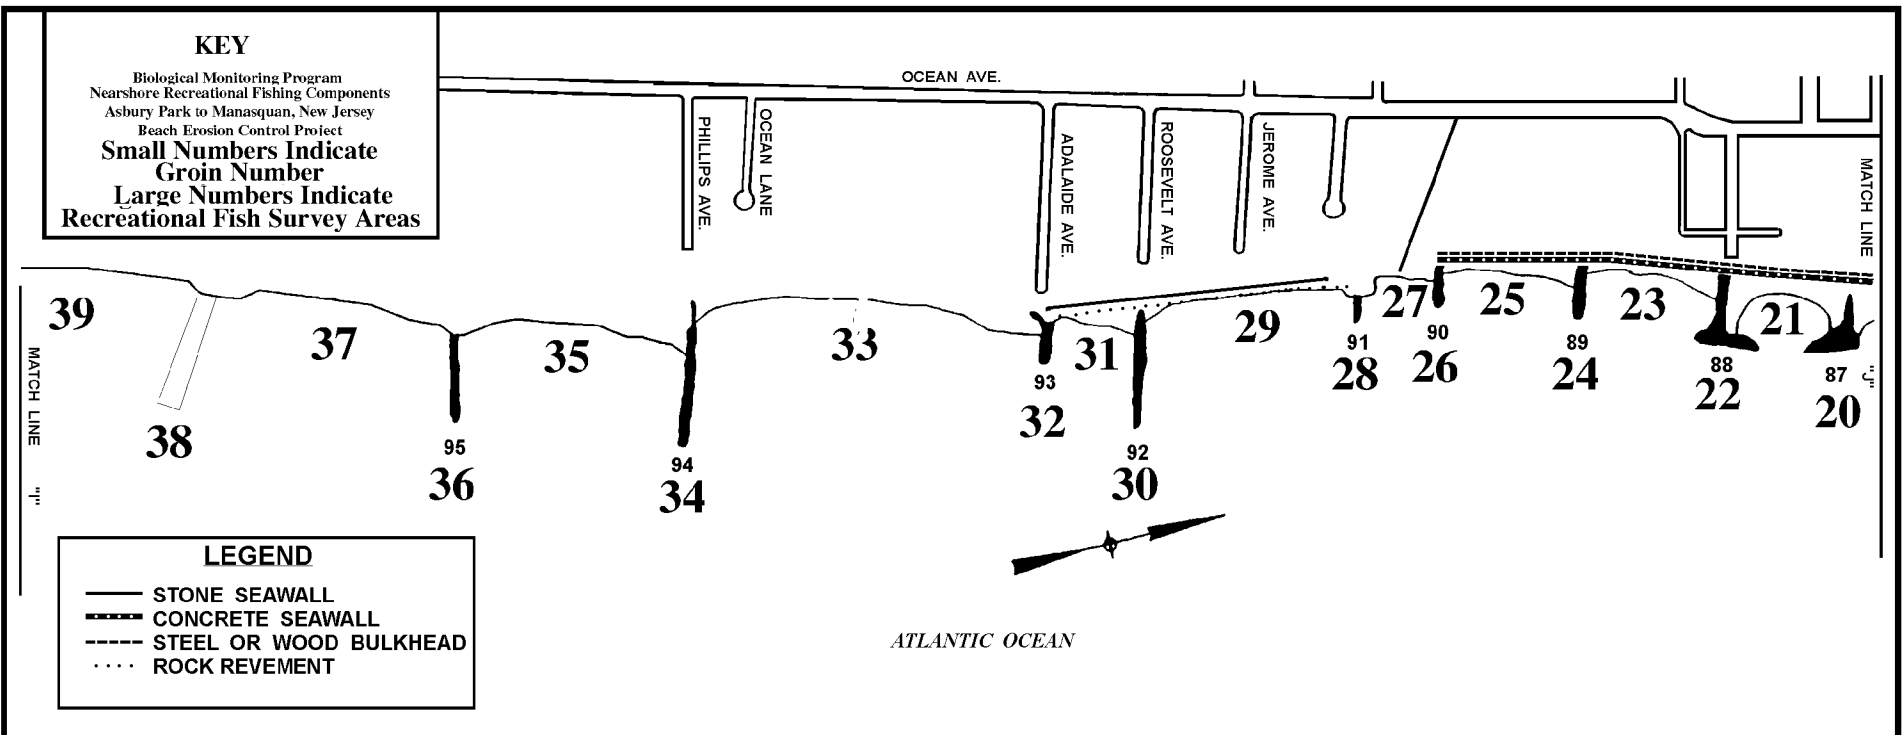 KEY
Biological Monitoring Program
Nearshore Recreational Fishing Components
Asbury Park to Manasquan, New Jersey
Beach Erosion Control Project
Small Numbers Indicate
Groin Number
Large Numbers Indicate
Recreational Fish Survey Areas
OCEAN AVE.
PHILLIPS AVE.
OCEAN LANE
ADALAIDE AVE.
ROOSEVELT AVE.
JEROME AVE.
MATCH LINE "J"
39
37
35
33
31
29
27
25
23
21
38
95
36
94
34
93
32
92
30
91
28
90
26
89
24
88
22
87
20
MATCH LINE "I"
LEGEND
STONE SEAWALL
CONCRETE SEAWALL
STEEL OR WOOD BULKHEAD
ROCK REVEMENT
ATLANTIC OCEAN